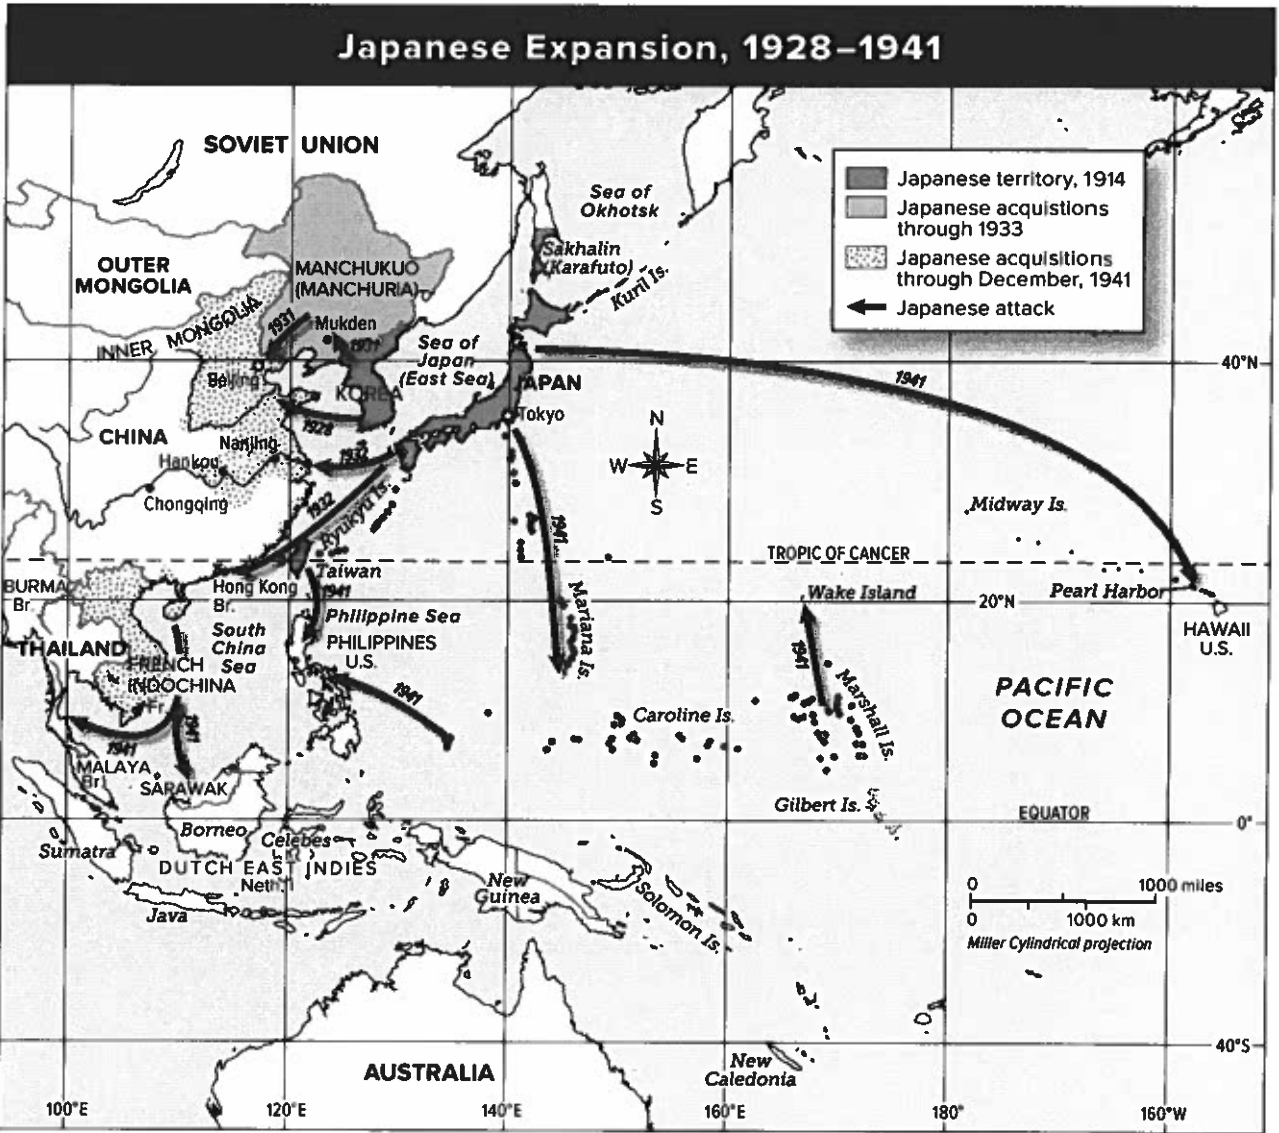 Japanese Expansion, 1928–1941
SOVIET UNION
Sea of
Okhotsk
Japanese territory, 1914
Japanese acquistions
through 1933
Japanese acquisitions
through December, 1941
Japanese attack
Sakhalin
(Karafuto)
Kuril Is.
OUTER
MONGOLIA
MANCHUKUO
(MANCHURIA)
INNER MONGOLIA
1931
Mukden
1931
Sea of
Japan
(East Sea)
40°N
Beijing
KOREA
JAPAN
1941
Tokyo
1928
CHINA
Nanjing
Hankou
1932
Chongqing
N
W
E
S
1932
Ryukyu Is.
1941
Midway Is.
TROPIC OF CANCER
Taiwan
BURMA
Br.
Hong Kong
Br.
1941
Mariana Is.
Wake Island
Pearl Harbor
20°N
Philippine Sea
South
China
Sea
PHILIPPINES
U.S.
HAWAII
U.S.
THAILAND
FRENCH
INDOCHINA
Fr.
1941
1941
Marshall Is.
PACIFIC
OCEAN
Caroline Is.
1941
1941
MALAYA
Br.
SARAWAK
Gilbert Is.
EQUATOR
0°
Borneo
Celebes
Sumatra
DUTCH EAST INDIES
Neth.
New
Guinea
Java
Solomon Is.
0
1000 miles
0
1000 km
Miller Cylindrical projection
40°S
AUSTRALIA
New
Caledonia
100°E
120°E
140°E
160°E
180°
160°W